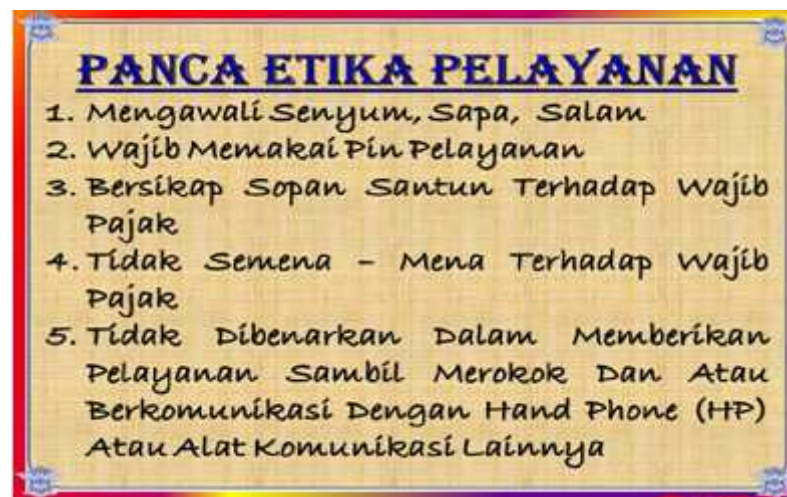 PANCA ETIKA PELAYANAN
1. Mengawali Senyum, Sapa, Salam
2. Wajib Memakai Pin Pelayanan
3. Bersikap Sopan Santun Terhadap Wajib
Pajak
4. Tidak Semena – Mena Terhadap Wajib
Pajak
5. Tidak Dibenarkan Dalam Memberikan
Pelayanan Sambil Merokok Dan Atau
Berkomunikasi Dengan Hand Phone (HP)
Atau Alat Komunikasi Lainnya